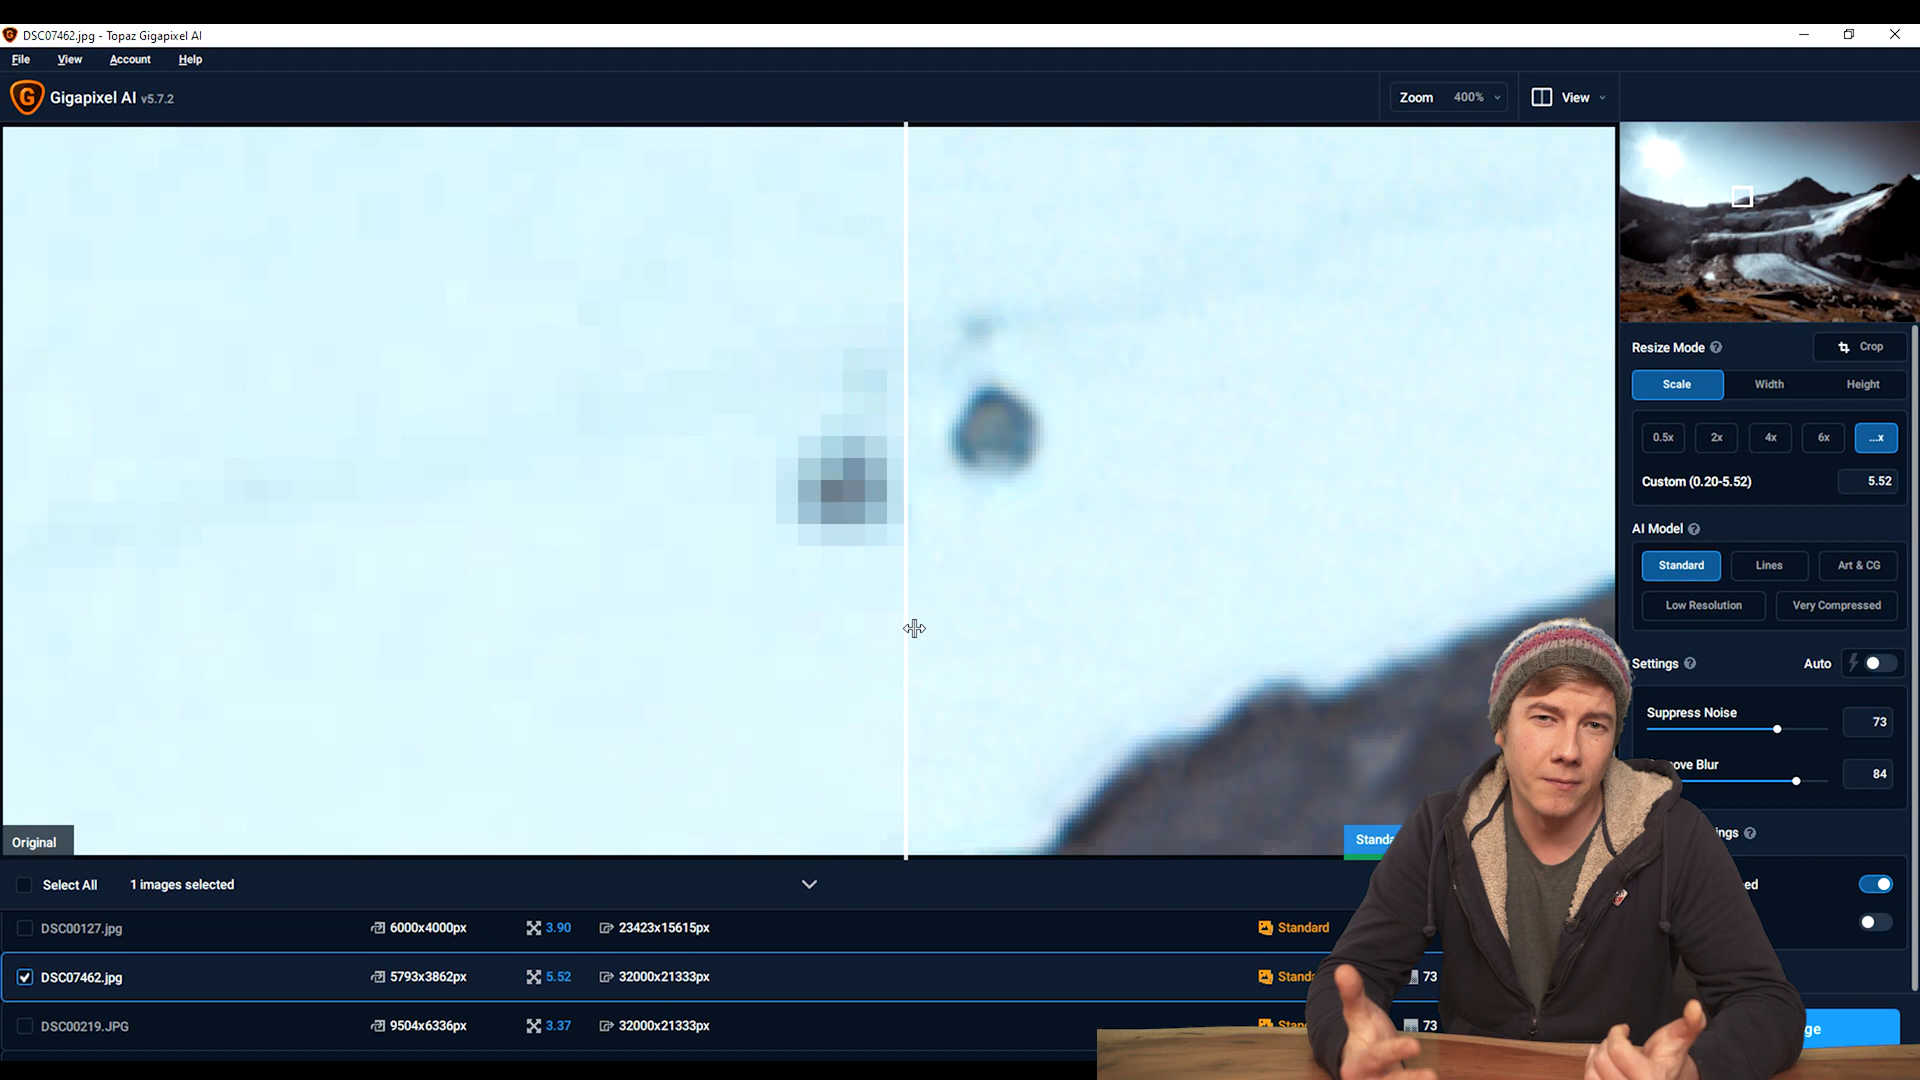 DSC07462.jpg - Topaz Gigapixel AI
File View Account Help
G Gigapixel AI v5.7.2
Zoom 400% View
Resize Mode ? Crop
Scale Width Height
0.5x 2x 4x 6x ...x
Custom (0.20-5.52) 5.52
AI Model ?
Standard Lines Art & CG
Low Resolution Very Compressed
Settings ? Auto
Suppress Noise 73
ove Blur 84
ngs ?
ed
Original
Standa
Select All 1 images selected
DSC00127.jpg 6000x4000px 3.90 23423x15615px Standard
DSC07462.jpg 5793x3862px 5.52 32000x21333px Standa 73
DSC00219.JPG 9504x6336px 3.37 32000x21333px Stand 73
ge